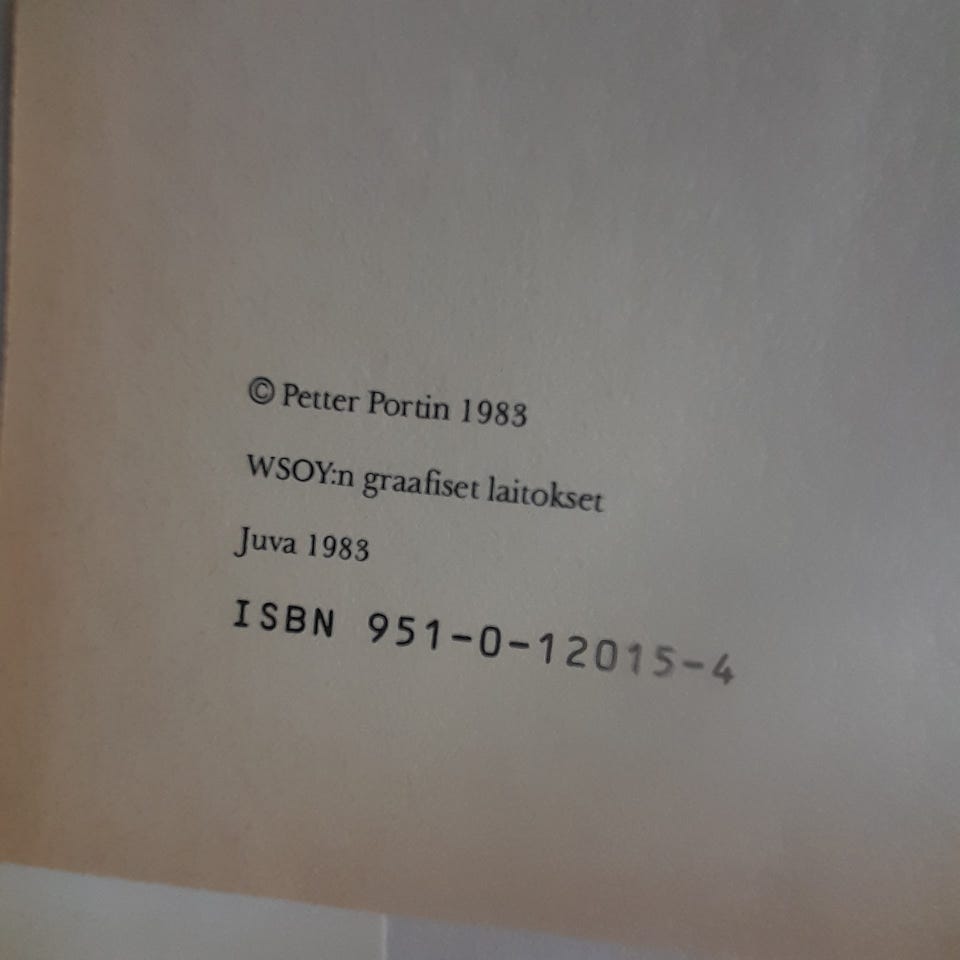 © Petter Portin 1983
WSOY:n graafiset laitokset
Juva 1983
ISBN 951-0-12015-4